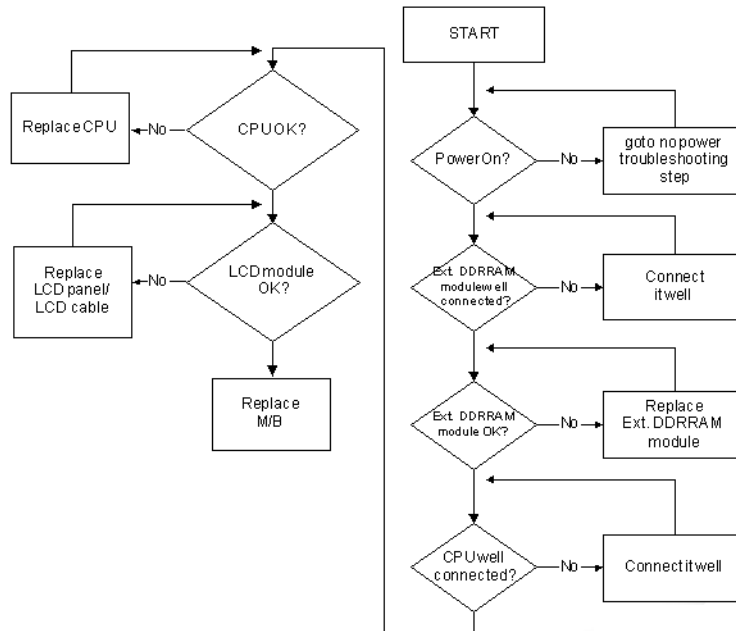 START
Power On?
No
goto no power
troubleshooting
step
Ext. DDRRAM
module well
connected?
No
Connect
it well
Ext. DDRRAM
module OK?
No
Replace
Ext. DDRRAM
module
CPU well
connected?
No
Connect it well
CPU OK?
No
Replace CPU
LCD module
OK?
No
Replace
LCD panel/
LCD cable
Replace
M/B